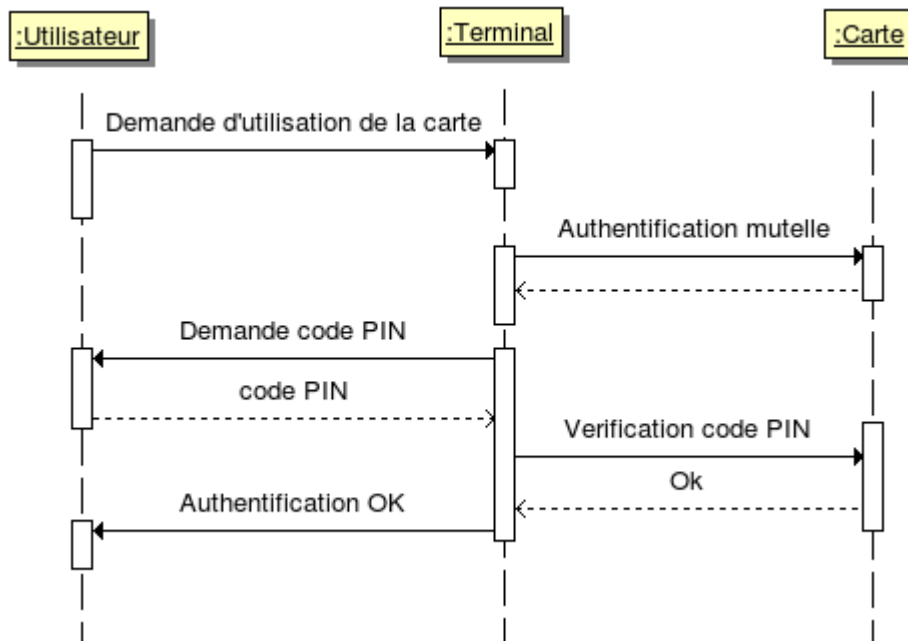 :Utilisateur
:Terminal
:Carte
Demande d'utilisation de la carte
Authentification mutelle
Demande code PIN
code PIN
Verification code PIN
Ok
Authentification OK